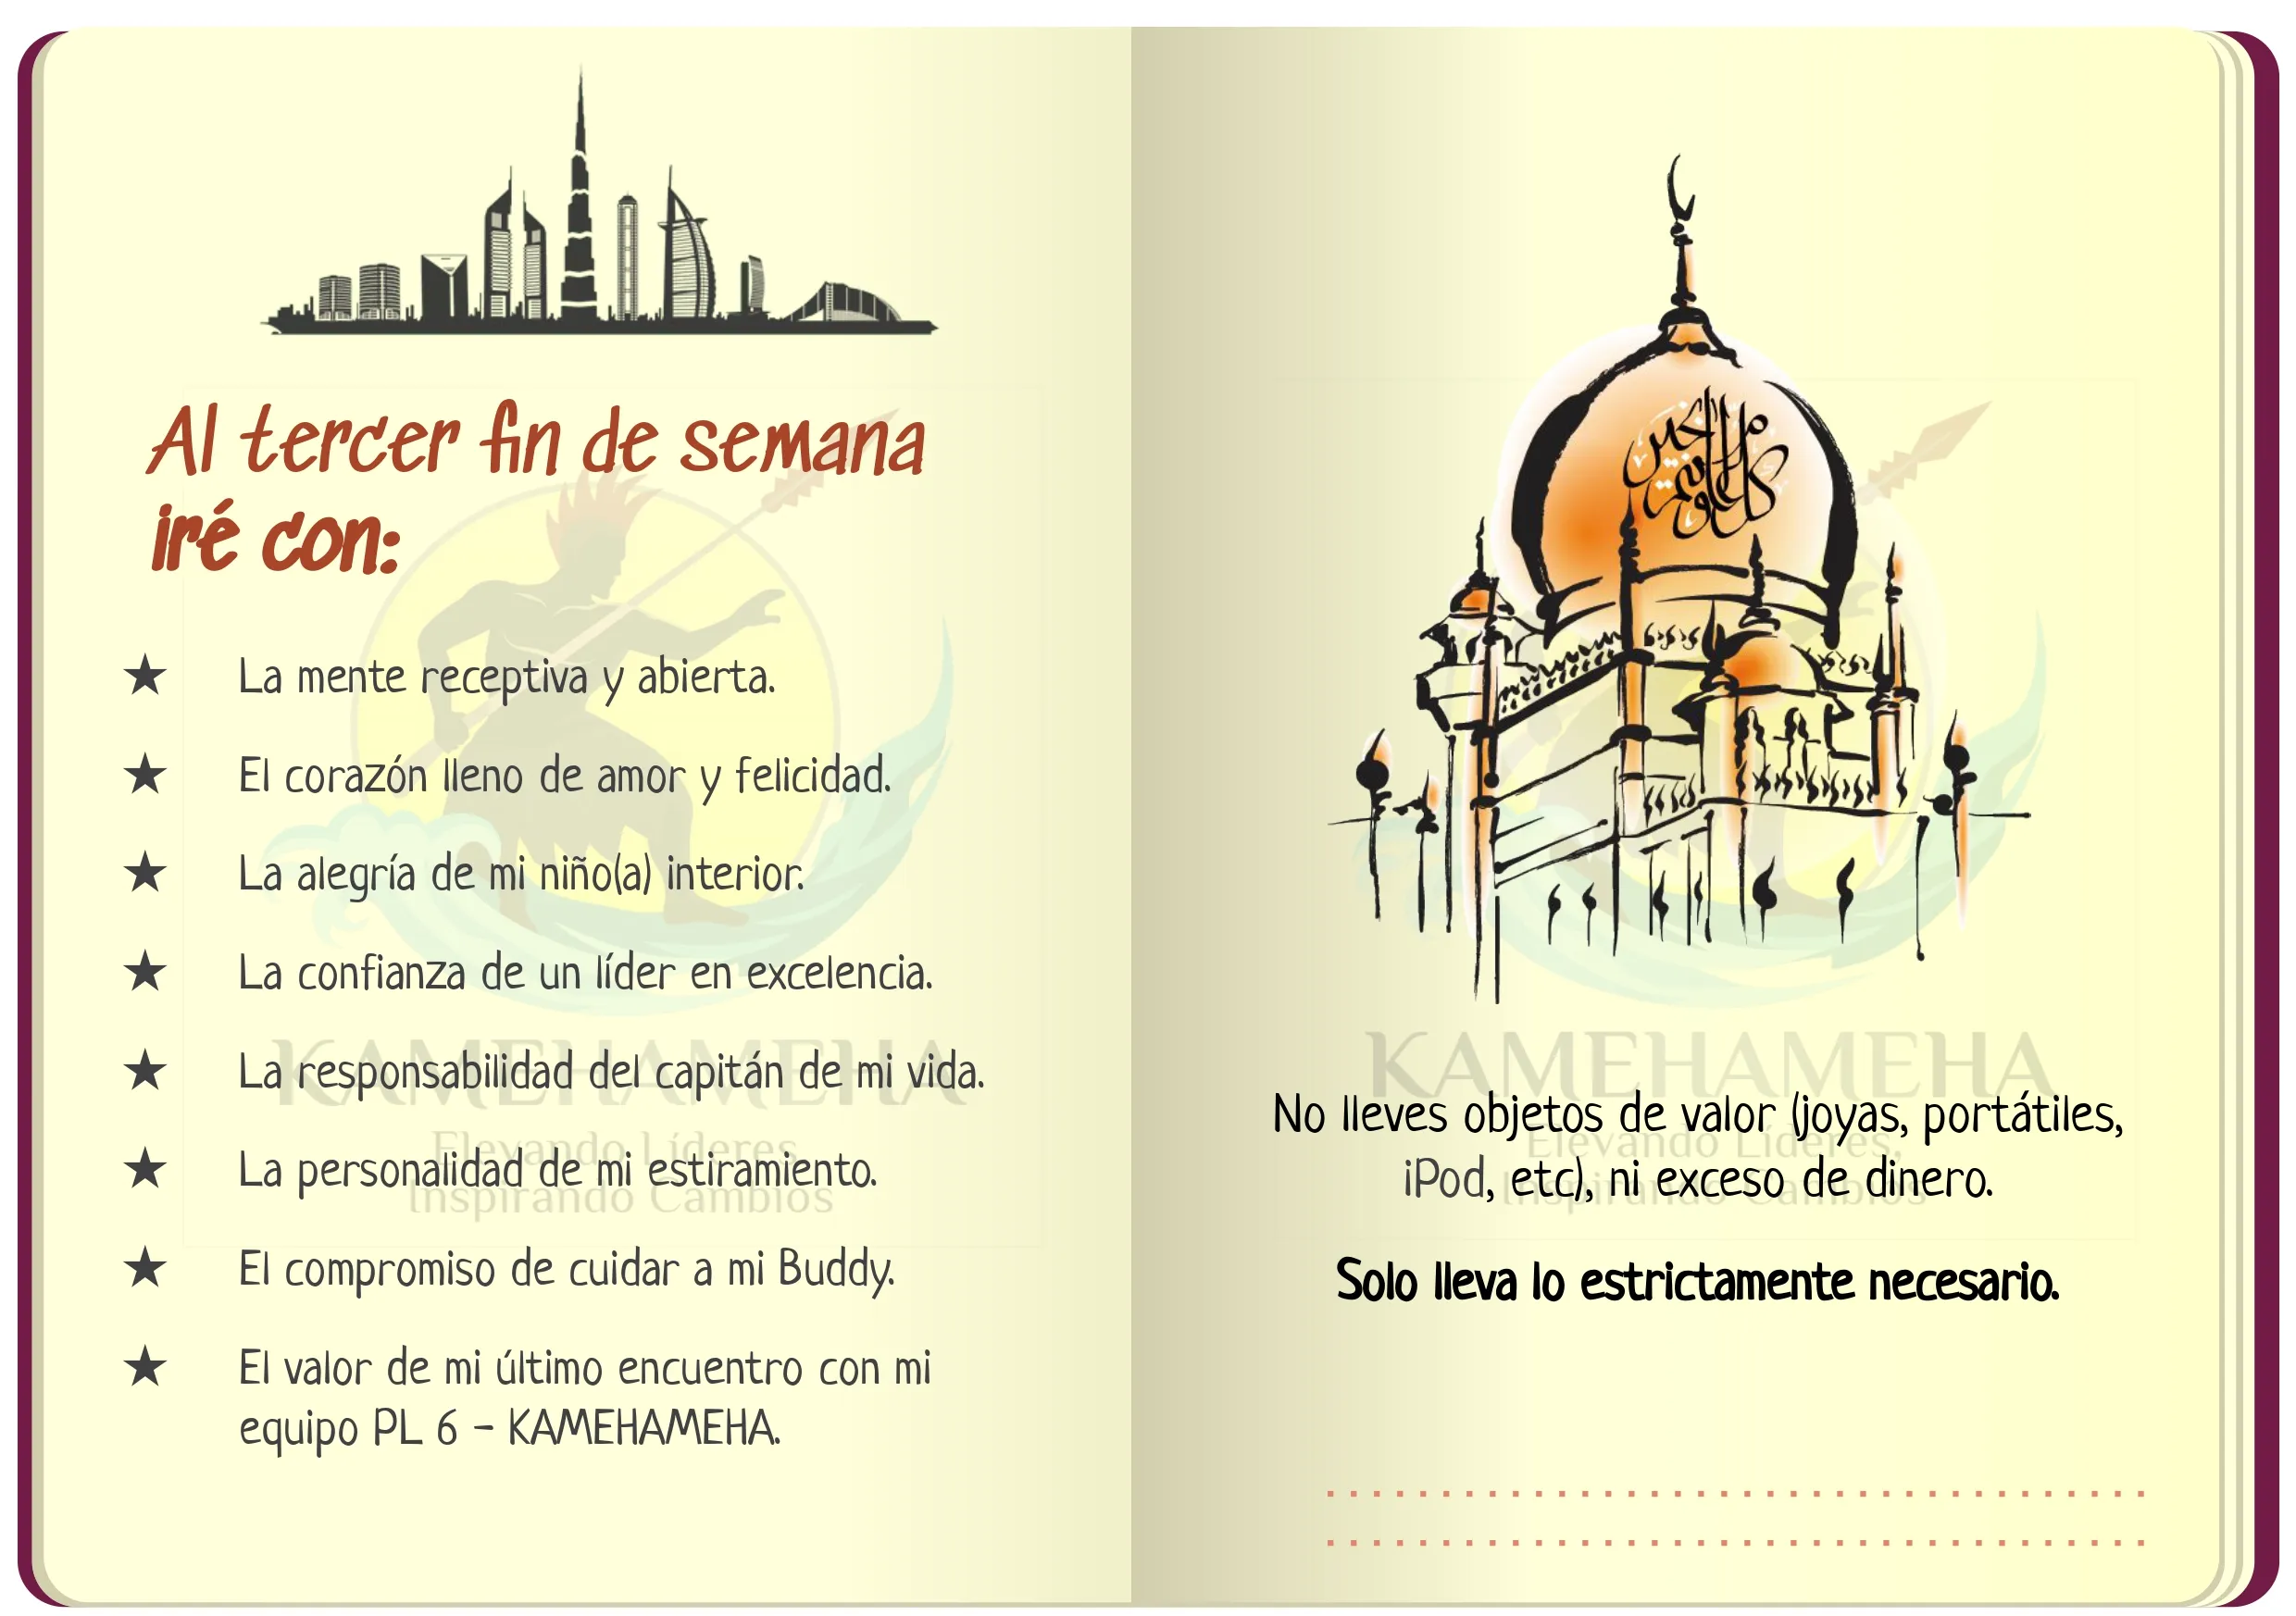 Al tercer fin de semana
iré con:
★ La mente receptiva y abierta.
★ El corazón lleno de amor y felicidad.
★ La alegría de mi niño(a) interior.
★ La confianza de un líder en excelencia.
★ La responsabilidad del capitán de mi vida.
★ La personalidad de mi estiramiento.
★ El compromiso de cuidar a mi Buddy.
★ El valor de mi último encuentro con mi
equipo PL 6 - KAMEHAMEHA.
KAMEHAMEHA
Elevando Líderes,
Inspirando Cambios
KAMEHAMEHA
No lleves objetos de valor (joyas, portátiles,
Elevando Líderes,
iPod, etc), ni exceso de dinero.
Inspirando Cambios
Solo lleva lo estrictamente necesario.